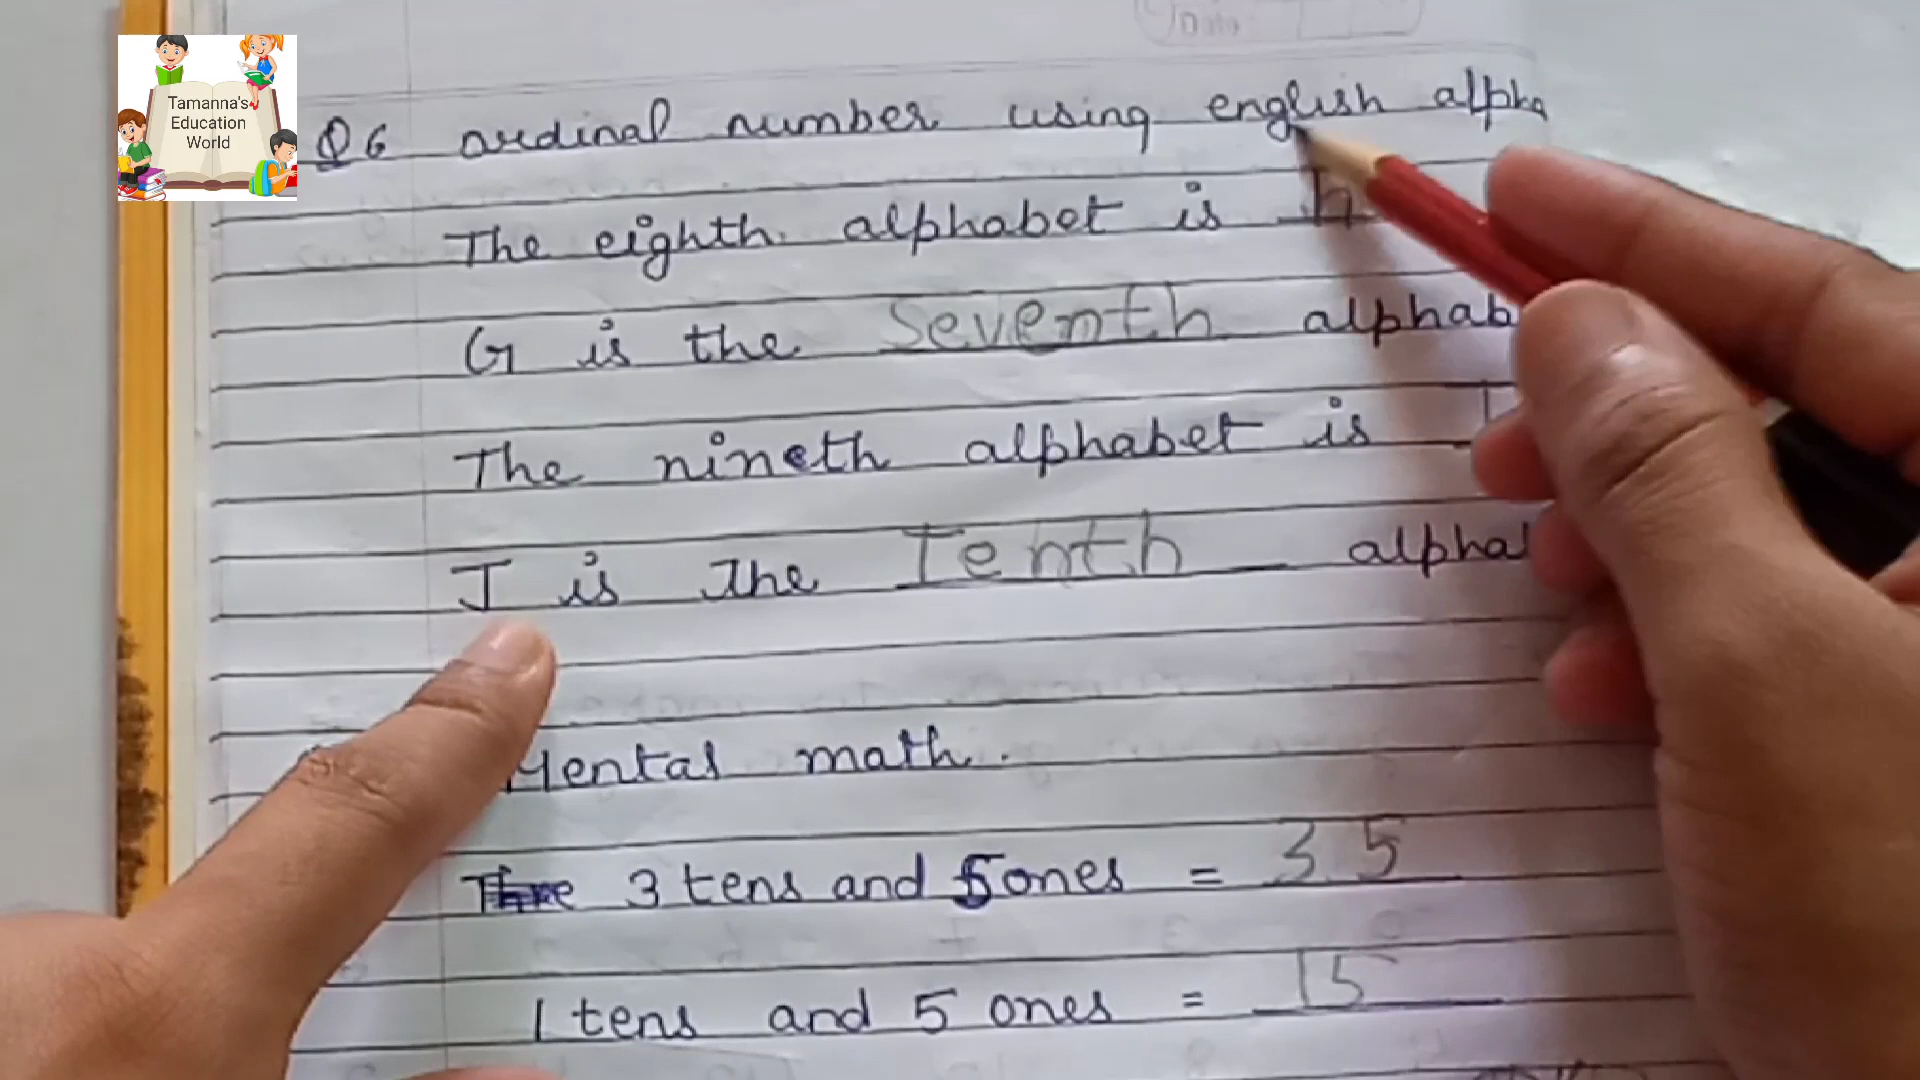 Date
Tamanna's
Education
World
Q6 ordinal number using english alpha
The eighth alphabet is h
G is the Seventh alphab
The nineth alphabet is I
J is the Tenth alphal
Mental math.
3 tens and 5 ones = 35
1 tens and 5 ones = 15